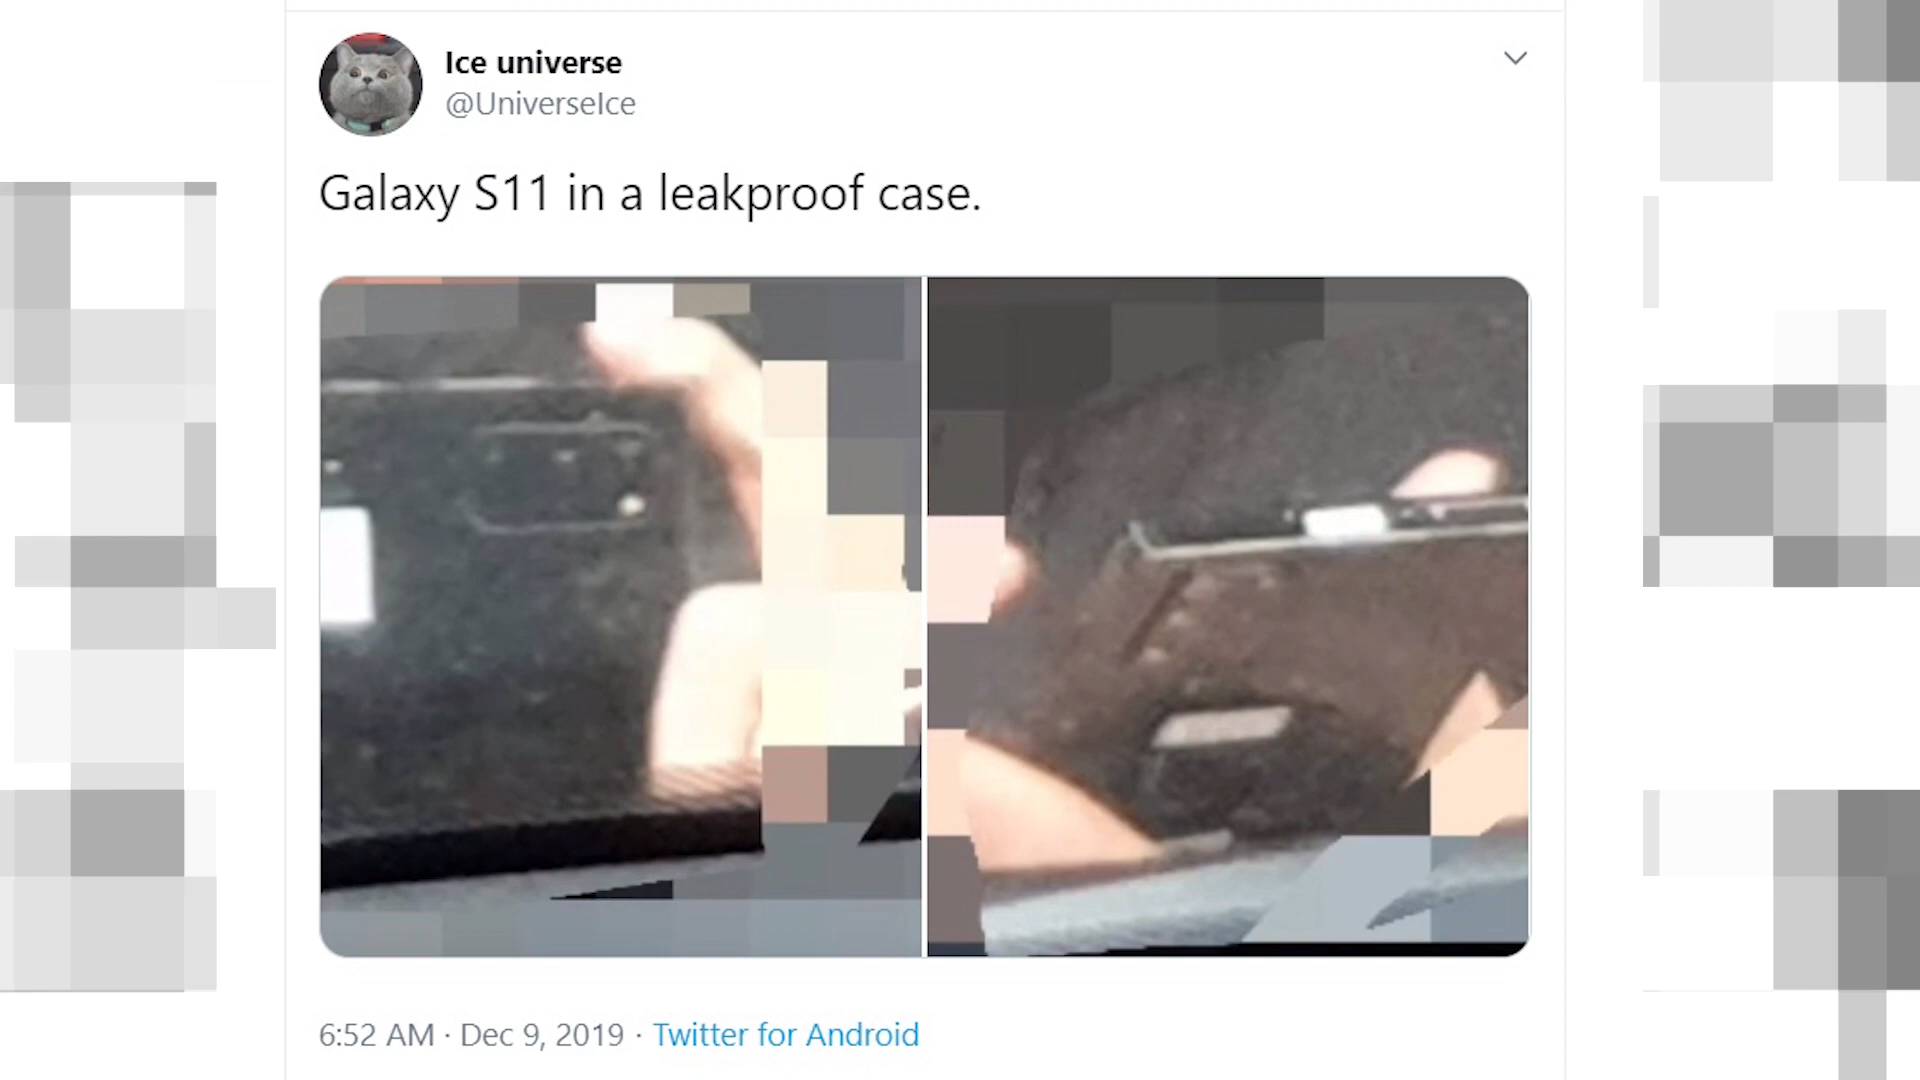 Ice universe
@UniverseIce
Galaxy S11 in a leakproof case.
6:52 AM · Dec 9, 2019 · Twitter for Android